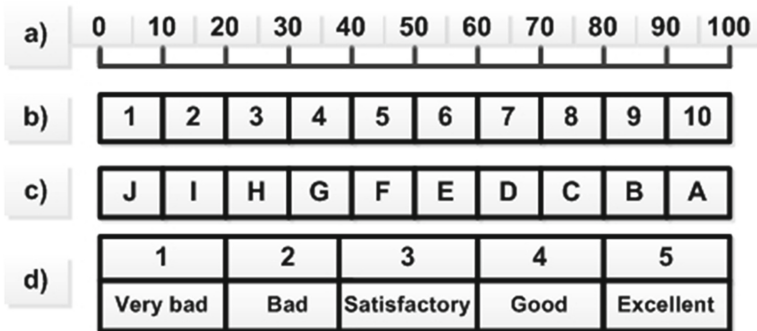 a) 0 10 20 30 40 50 60 70 80 90 100
b) 1 2 3 4 5 6 7 8 9 10
c) J I H G F E D C B A
d) 1 2 3 4 5
Very bad Bad Satisfactory Good Excellent